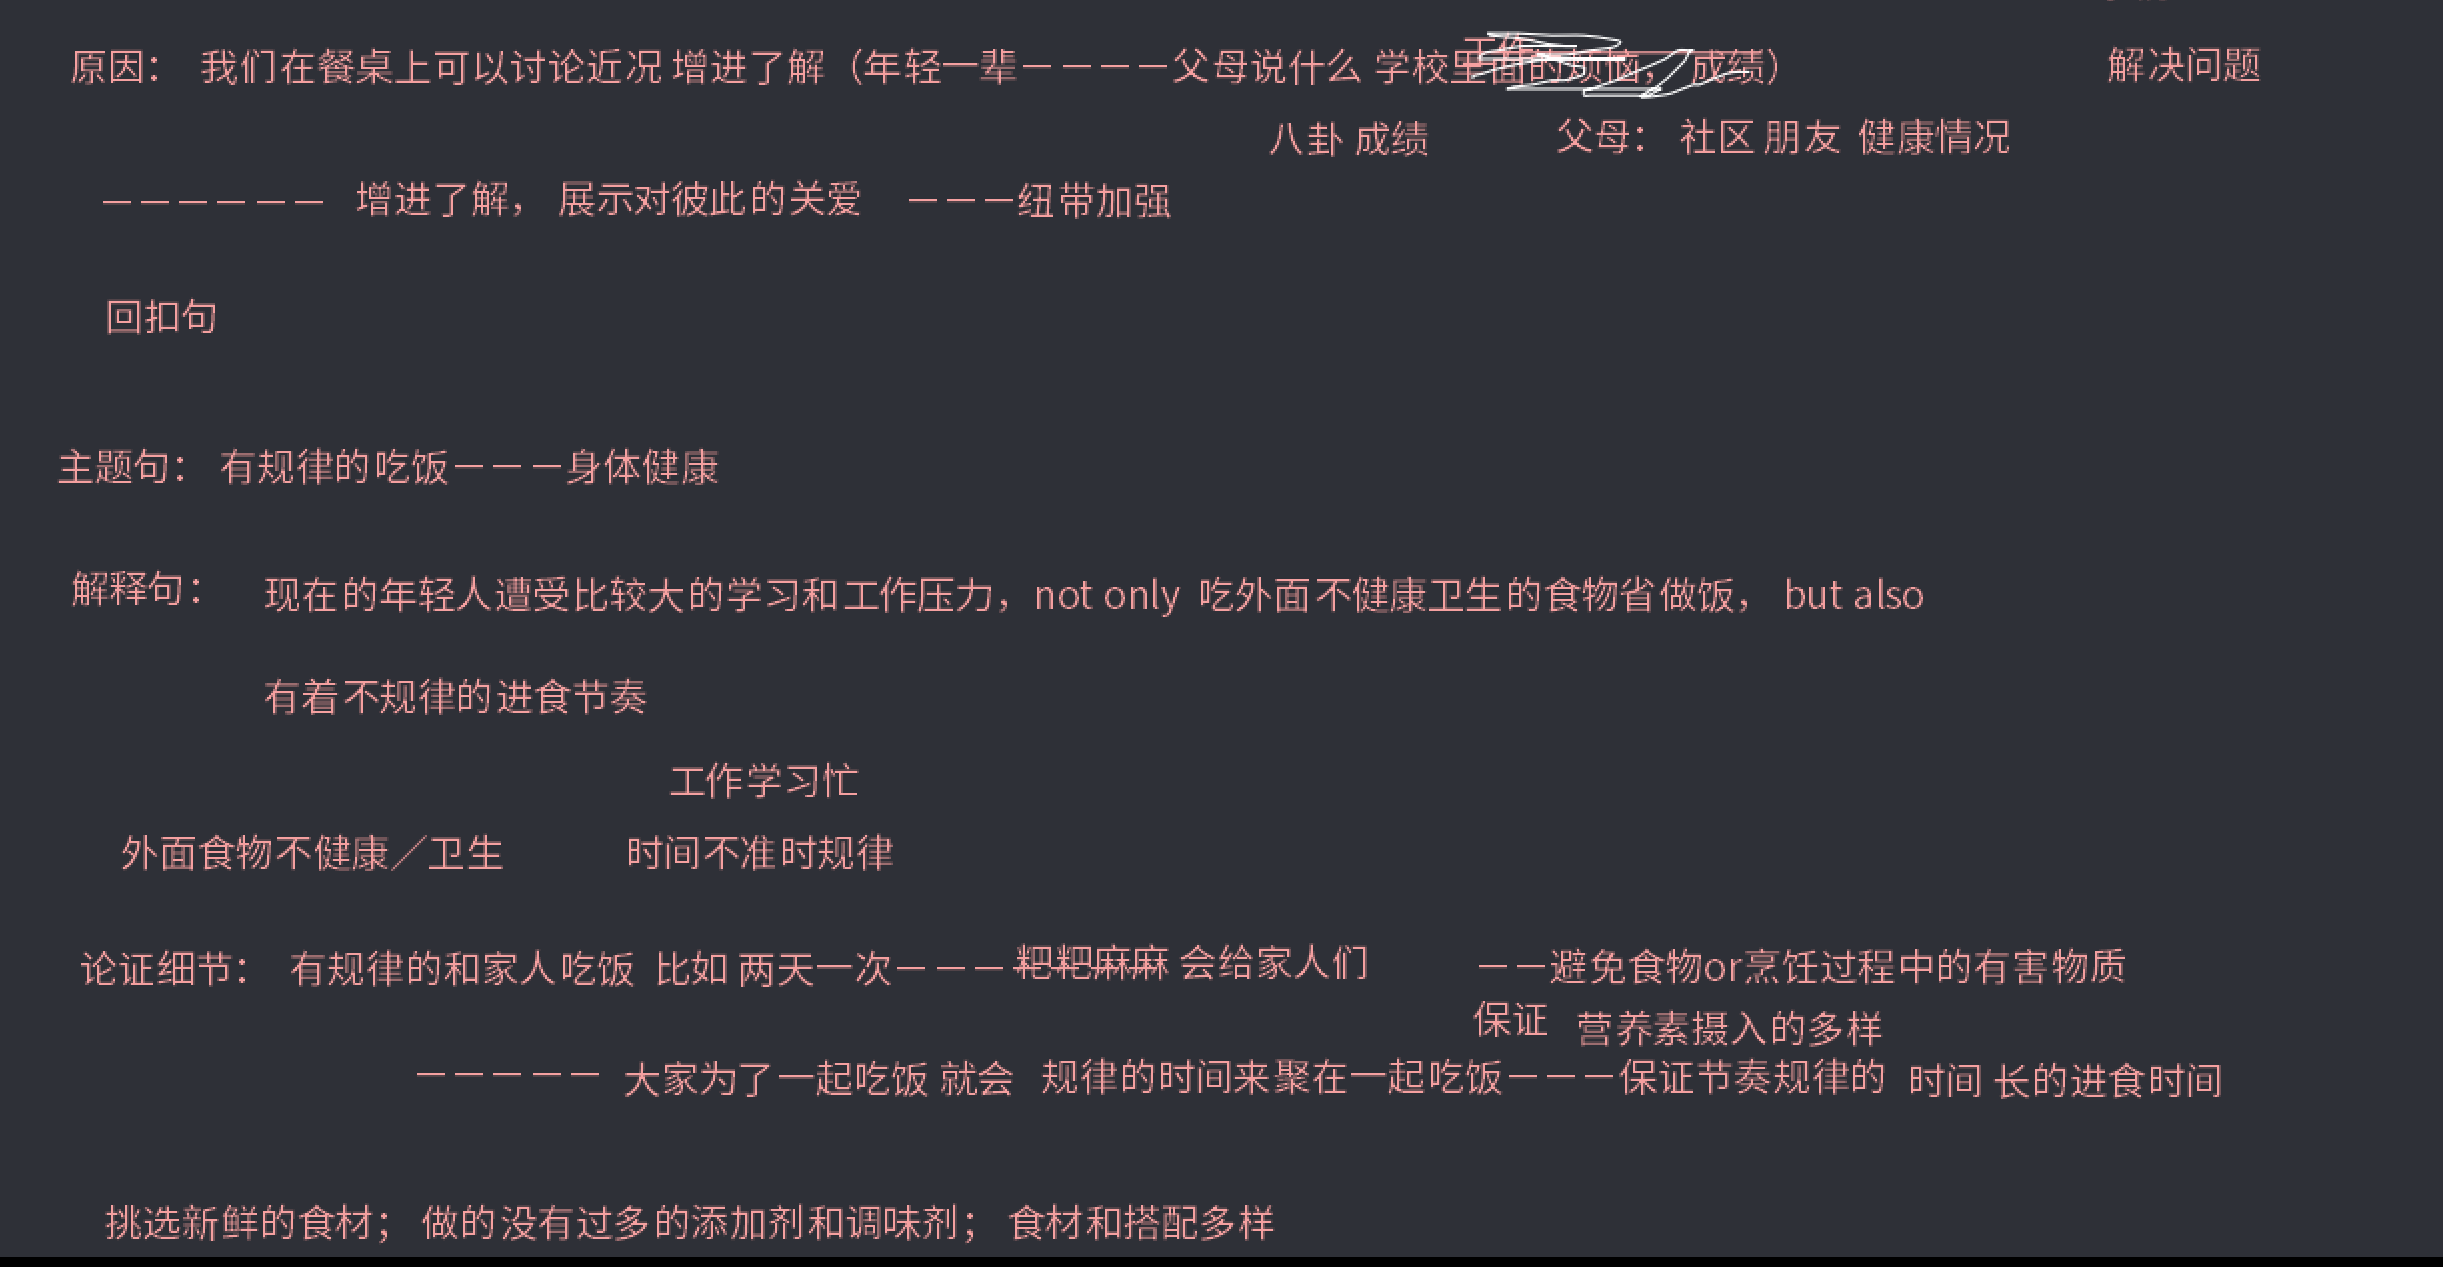 原因： 我们在餐桌上可以讨论近况 增进了解（年轻一辈————父母说什么 学校里面的烦恼， 成绩） 解决问题
八卦 成绩 父母： 社区 朋友 健康情况
—————— 增进了解， 展示对彼此的关爱 ———纽带加强
回扣句
主题句： 有规律的吃饭———身体健康
解释句： 现在的年轻人遭受比较大的学习和工作压力，not only 吃外面不健康卫生的食物省做饭， but also
有着不规律的进食节奏
工作学习忙
外面食物不健康／卫生 时间不准时规律
论证细节： 有规律的和家人吃饭 比如 两天一次———粑粑麻麻 会给家人们 ——避免食物or烹饪过程中的有害物质
保证 营养素摄入的多样
————— 大家为了一起吃饭 就会 规律的时间来聚在一起吃饭———保证节奏规律的 时间 长的进食时间
挑选新鲜的食材； 做的没有过多的添加剂和调味剂； 食材和搭配多样